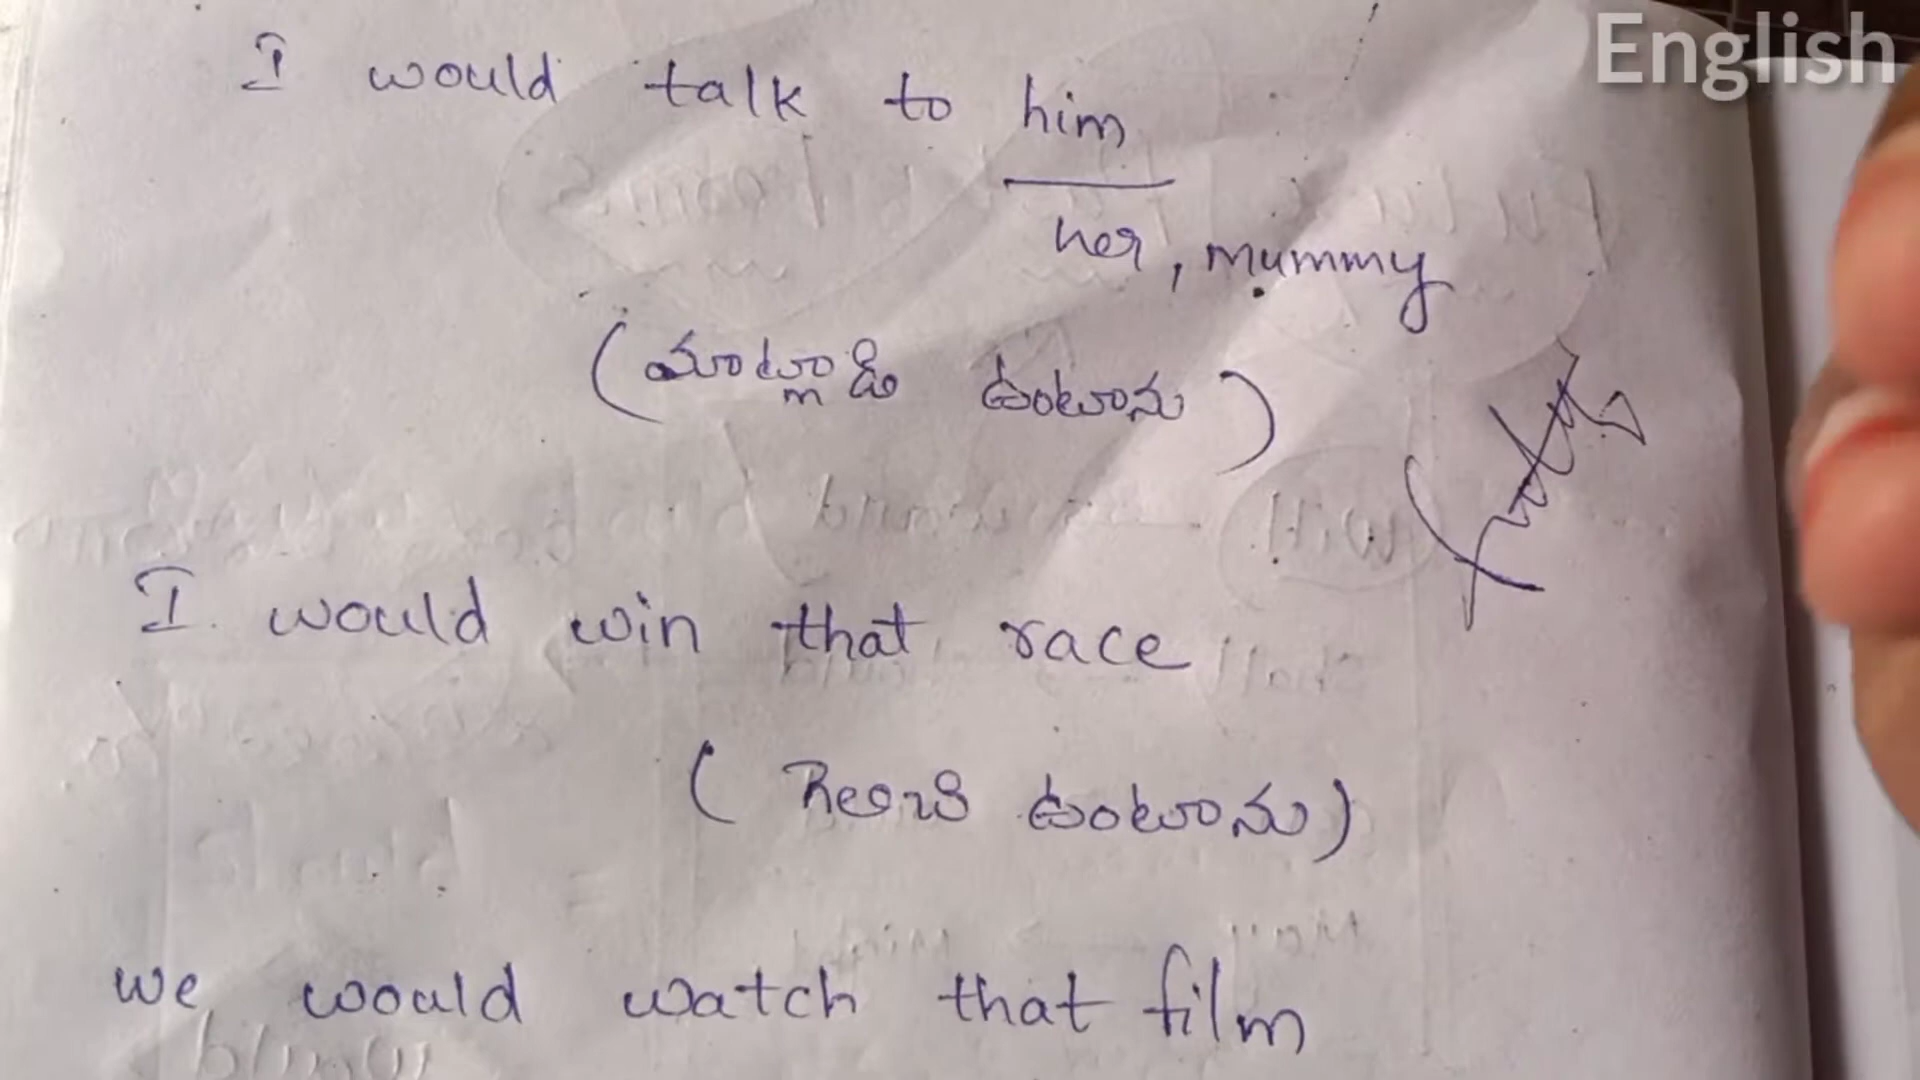 English
I would talk to him
her, mummy
(మాట్లాడి ఉంటాను)
I would win that race
(గెలిచి ఉంటాను)
we would watch that film